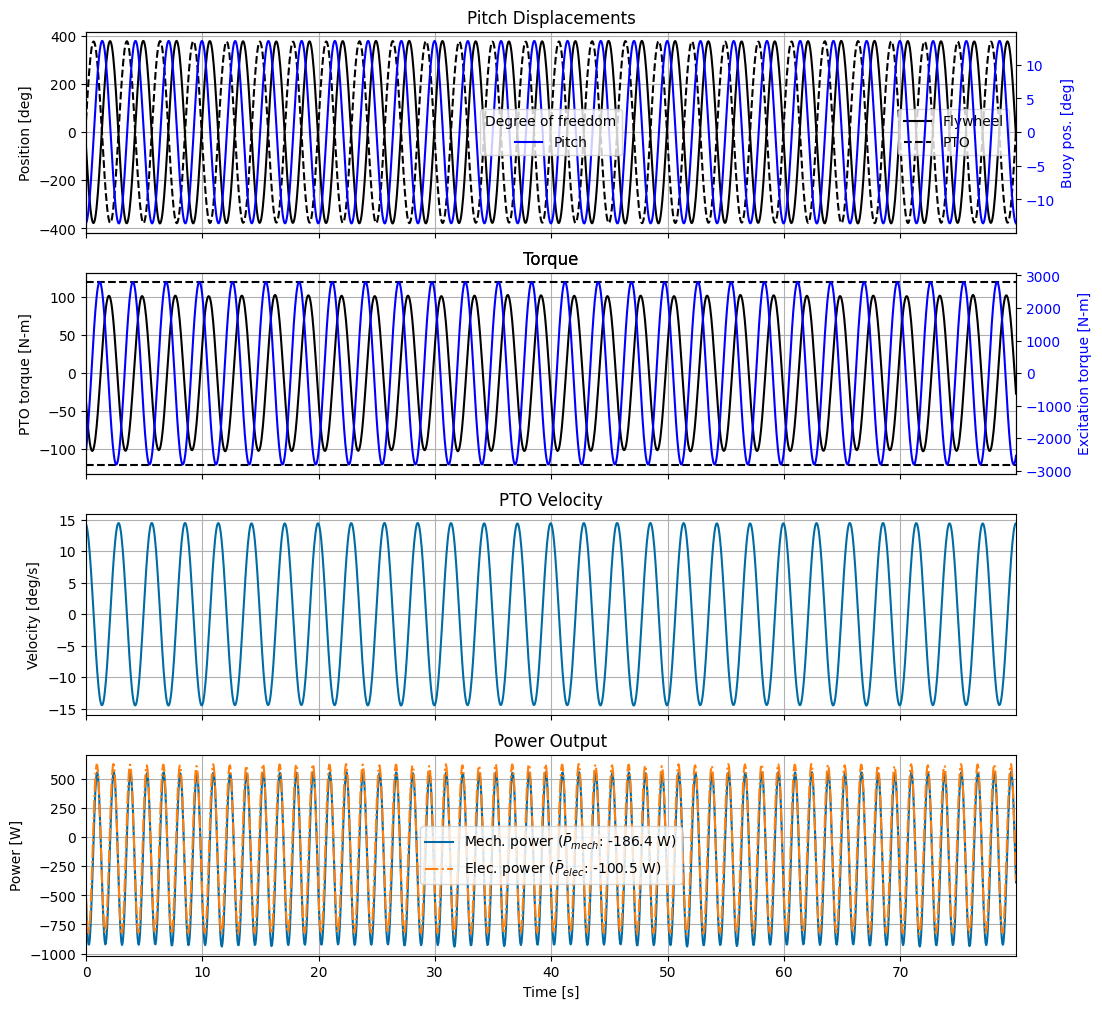 Pitch Displacements
Position [deg]
400
200
0
−200
−400
Degree of freedom
Pitch
Flywheel
PTO
10
5
0
−5
−10
Buoy pos. [deg]
Torque
PTO torque [N-m]
100
50
0
−50
−100
3000
2000
1000
0
−1000
−2000
−3000
Excitation torque [N-m]
PTO Velocity
Velocity [deg/s]
15
10
5
0
−5
−10
−15
Power Output
Power [W]
500
250
0
−250
−500
−750
−1000
Mech. power (P̄mech: -186.4 W)
Elec. power (P̄elec: -100.5 W)
0 10 20 30 40 50 60 70
Time [s]